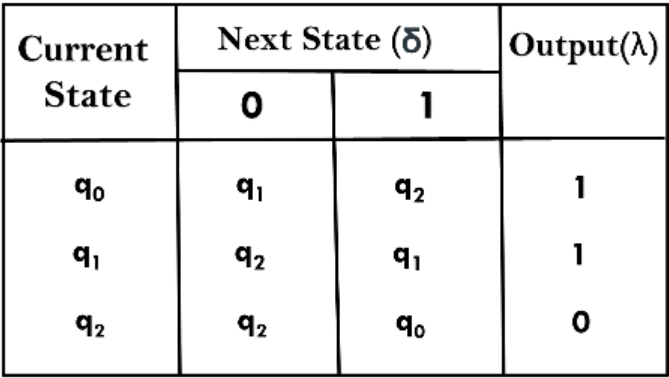 Current State Next State (δ) Output(λ)
0 1
q₀ q₁ q₂ 1
q₁ q₂ q₁ 1
q₂ q₂ q₀ 0